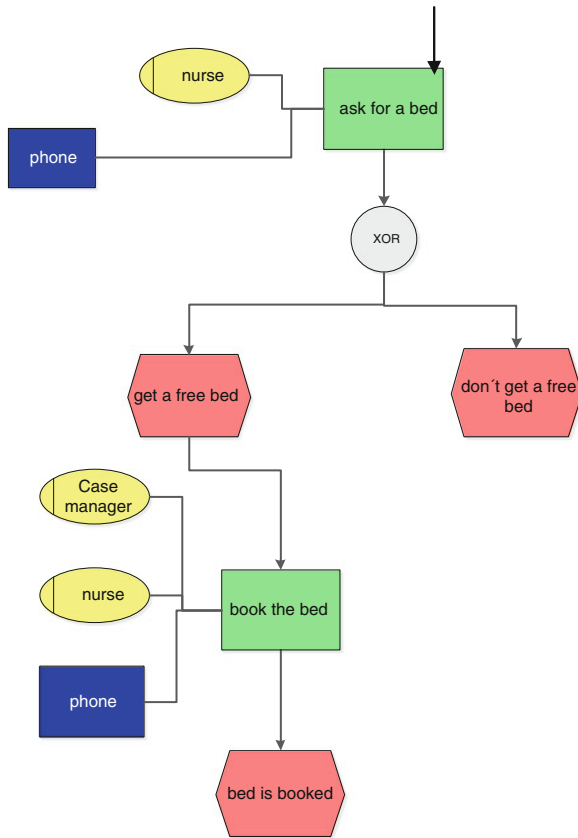 nurse
ask for a bed
phone
XOR
get a free bed
don´t get a free
bed
Case
manager
nurse
book the bed
phone
bed is booked